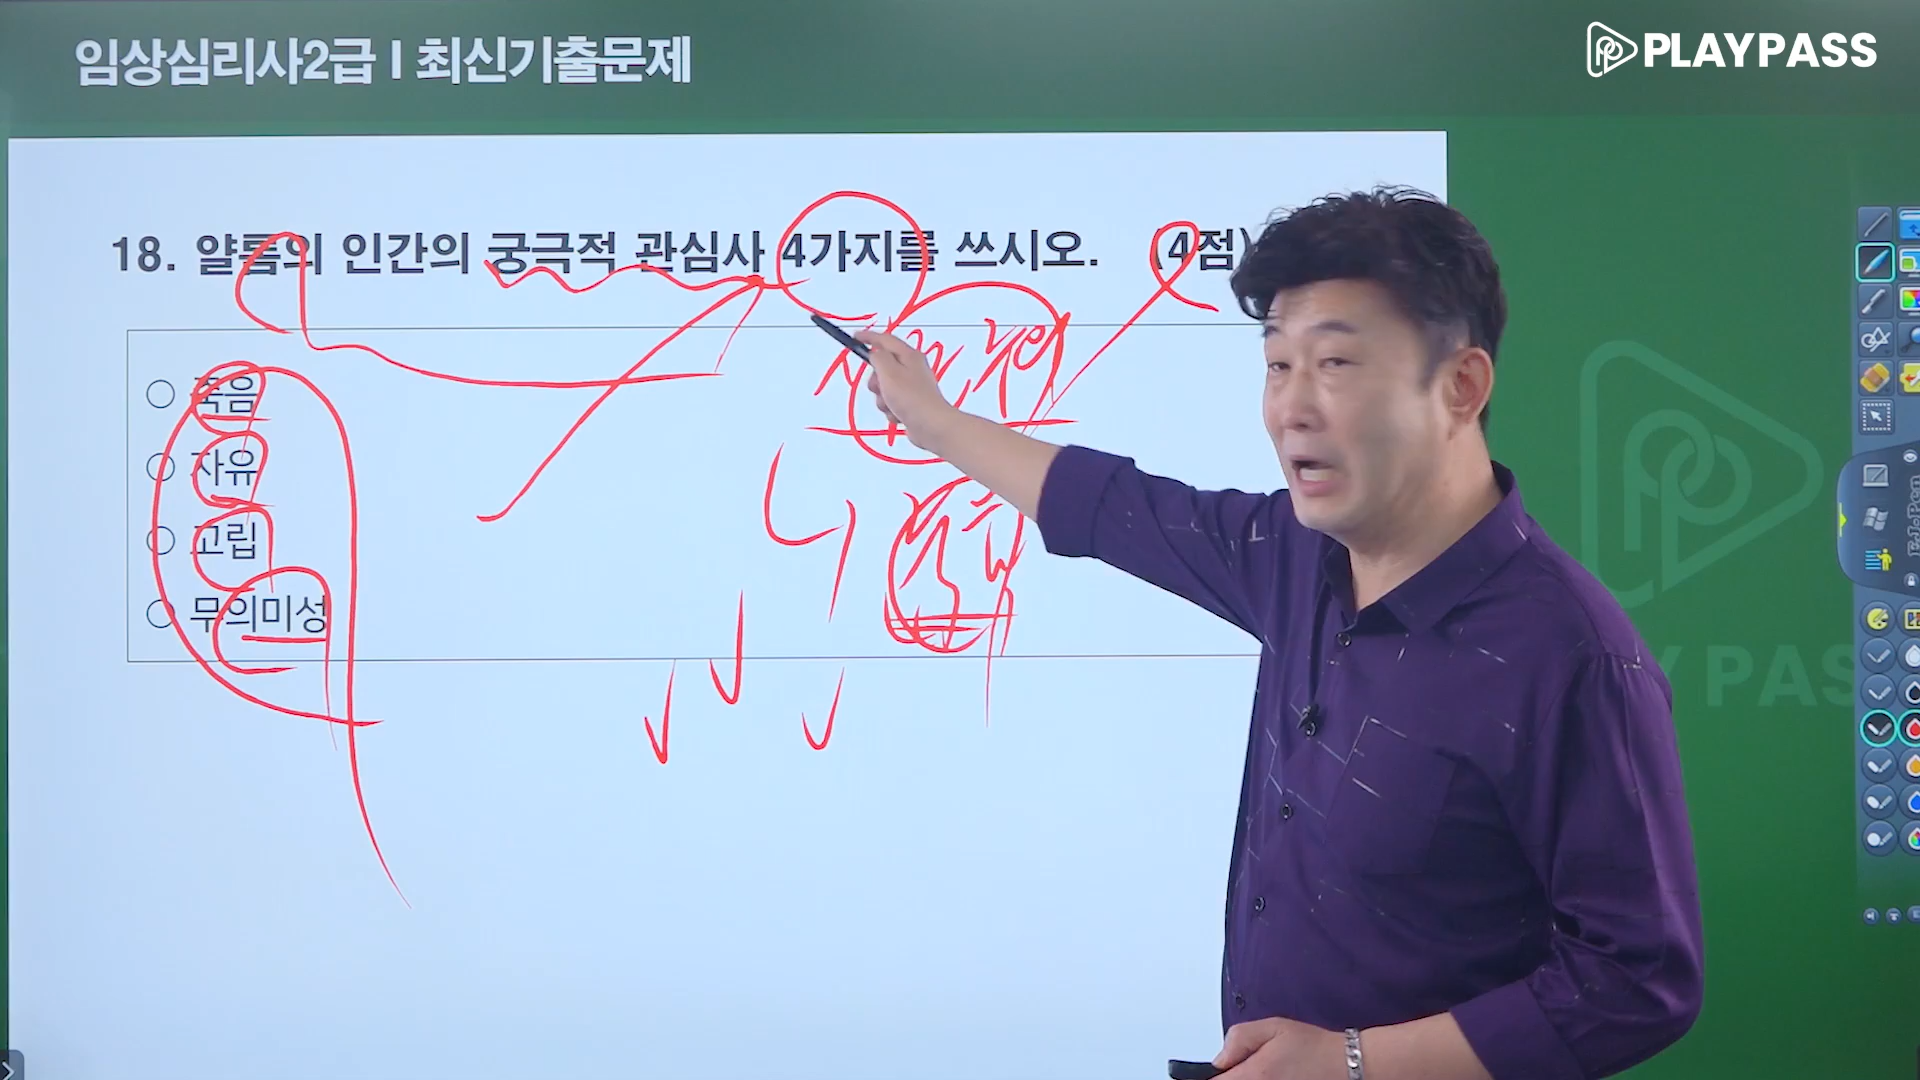 임상심리사2급 I 최신기출문제
PLAYPASS
18. 얄롬의 인간의 궁극적 관심사 4가지를 쓰시오. (4점)
○ 죽음
○ 자유
○ 고립
○ 무의미성
PLAY PASS